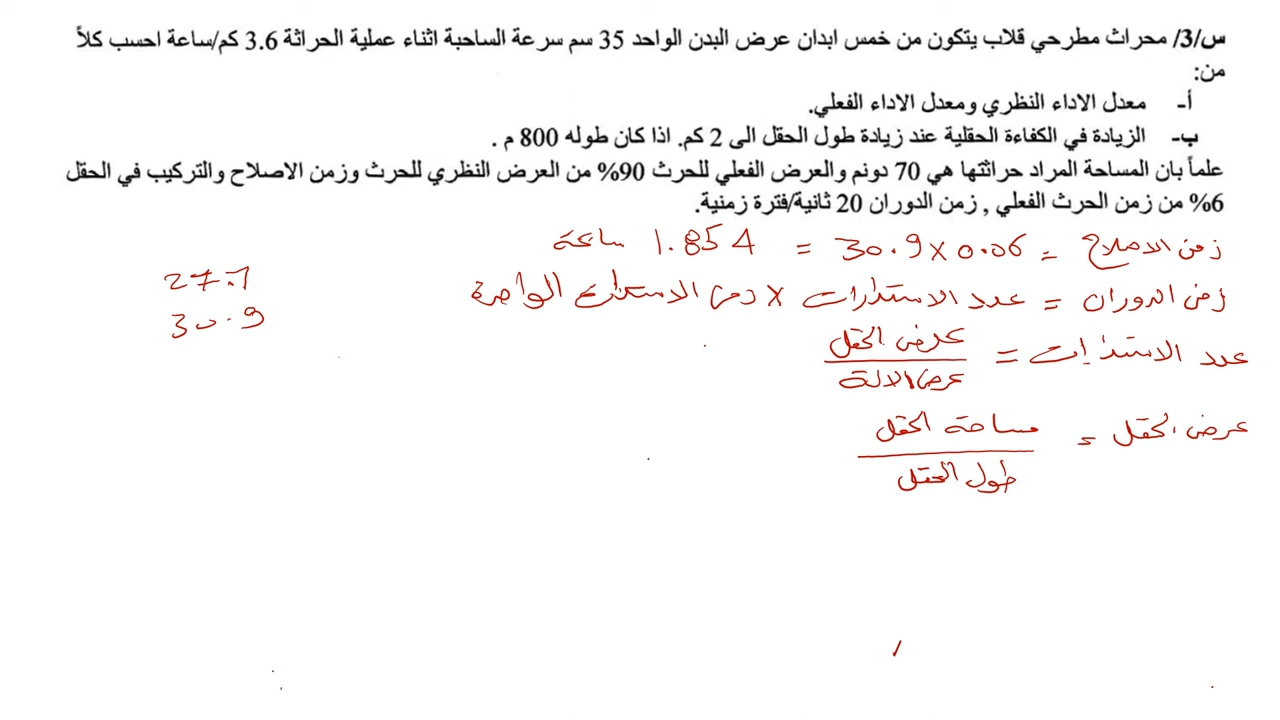 س/3/ محراث مطرحي قلاب يتكون من خمس ابدان عرض البدن الواحد 35 سم سرعة الساحبة اثناء عملية الحراثة 3.6 كم/ساعة احسب كلاً
من:
أ- معدل الاداء النظري ومعدل الاداء الفعلي.
ب- الزيادة في الكفاءة الحقلية عند زيادة طول الحقل الى 2 كم. اذا كان طوله 800 م .
علماً بان المساحة المراد حراثتها هي 70 دونم والعرض الفعلي للحرث 90% من العرض النظري للحرث وزمن الاصلاح والتركيب في الحقل
6% من زمن الحرث الفعلي , زمن الدوران 20 ثانية/فترة زمنية.
زمن الاصلاح = 30.9 × 0.06 = 1.854 ساعة
27.7
زمن الدوران = عدد الاستدارات × زمن الاستدارة الواحدة
30.9
عدد الاستدارات = عرض الحقل
عرض الالة
عرض الحقل = مساحة الحقل
طول الحقل